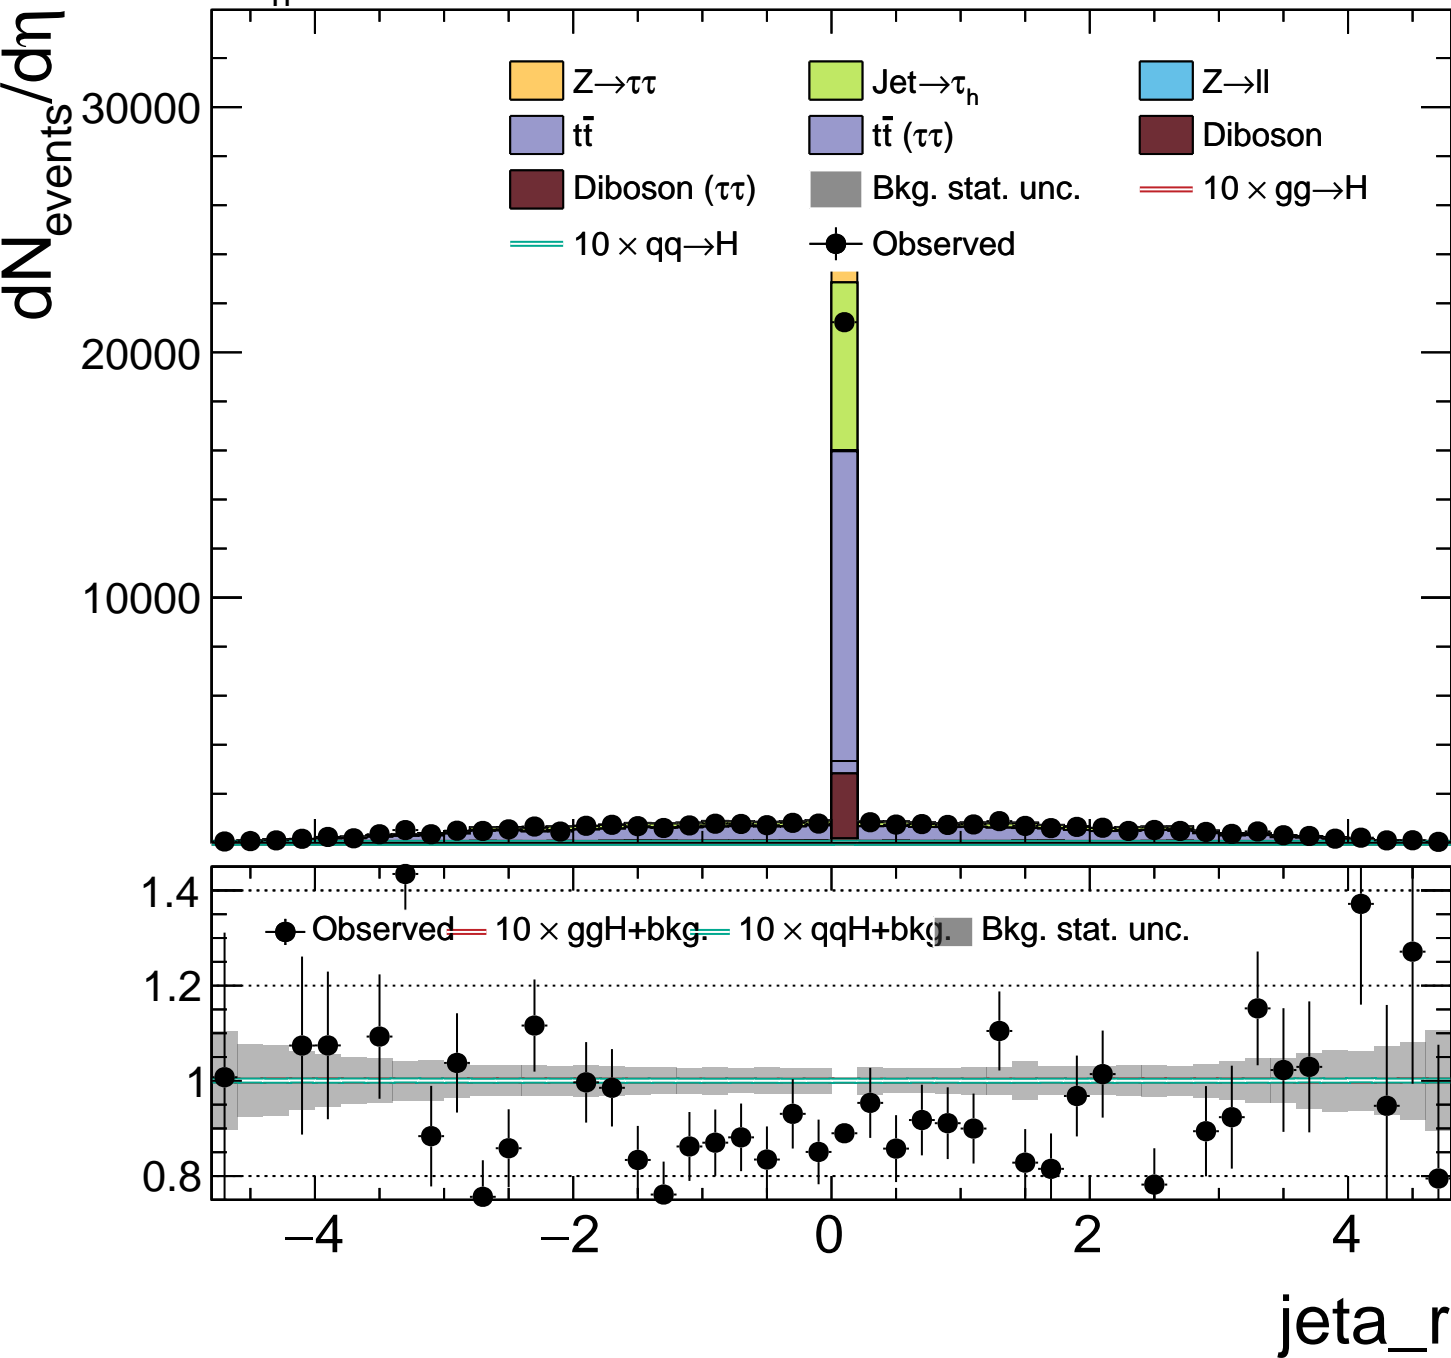 dN_events/dη
30000
20000
10000
Z→ττ Jet→τ_h Z→ll
tt̄ tt̄ (ττ) Diboson
Diboson (ττ) Bkg. stat. unc. 10 × gg→H
10 × qq→H Observed
1.4
1.2
1
0.8
Observed 10 × ggH+bkg. 10 × qqH+bkg. Bkg. stat. unc.
−4 −2 0 2 4
jeta_r